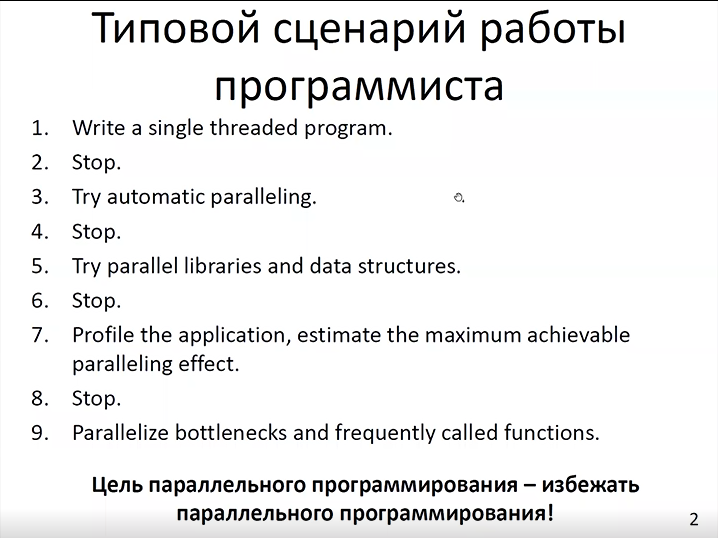 Типовой сценарий работы
программиста
1. Write a single threaded program.
2. Stop.
3. Try automatic paralleling.
4. Stop.
5. Try parallel libraries and data structures.
6. Stop.
7. Profile the application, estimate the maximum achievable
paralleling effect.
8. Stop.
9. Parallelize bottlenecks and frequently called functions.
Цель параллельного программирования – избежать
параллельного программирования!
2